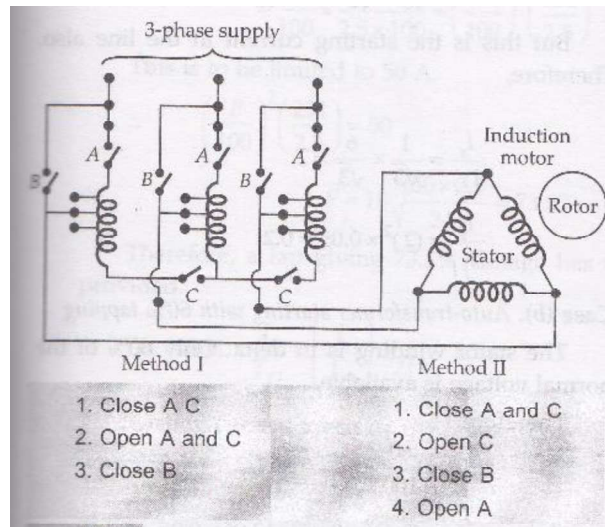 3-phase supply
A
A
A
B
B
B
C
C
Induction
motor
Rotor
Stator
Method I
Method II
1. Close A C
2. Open A and C
3. Close B
1. Close A and C
2. Open C
3. Close B
4. Open A